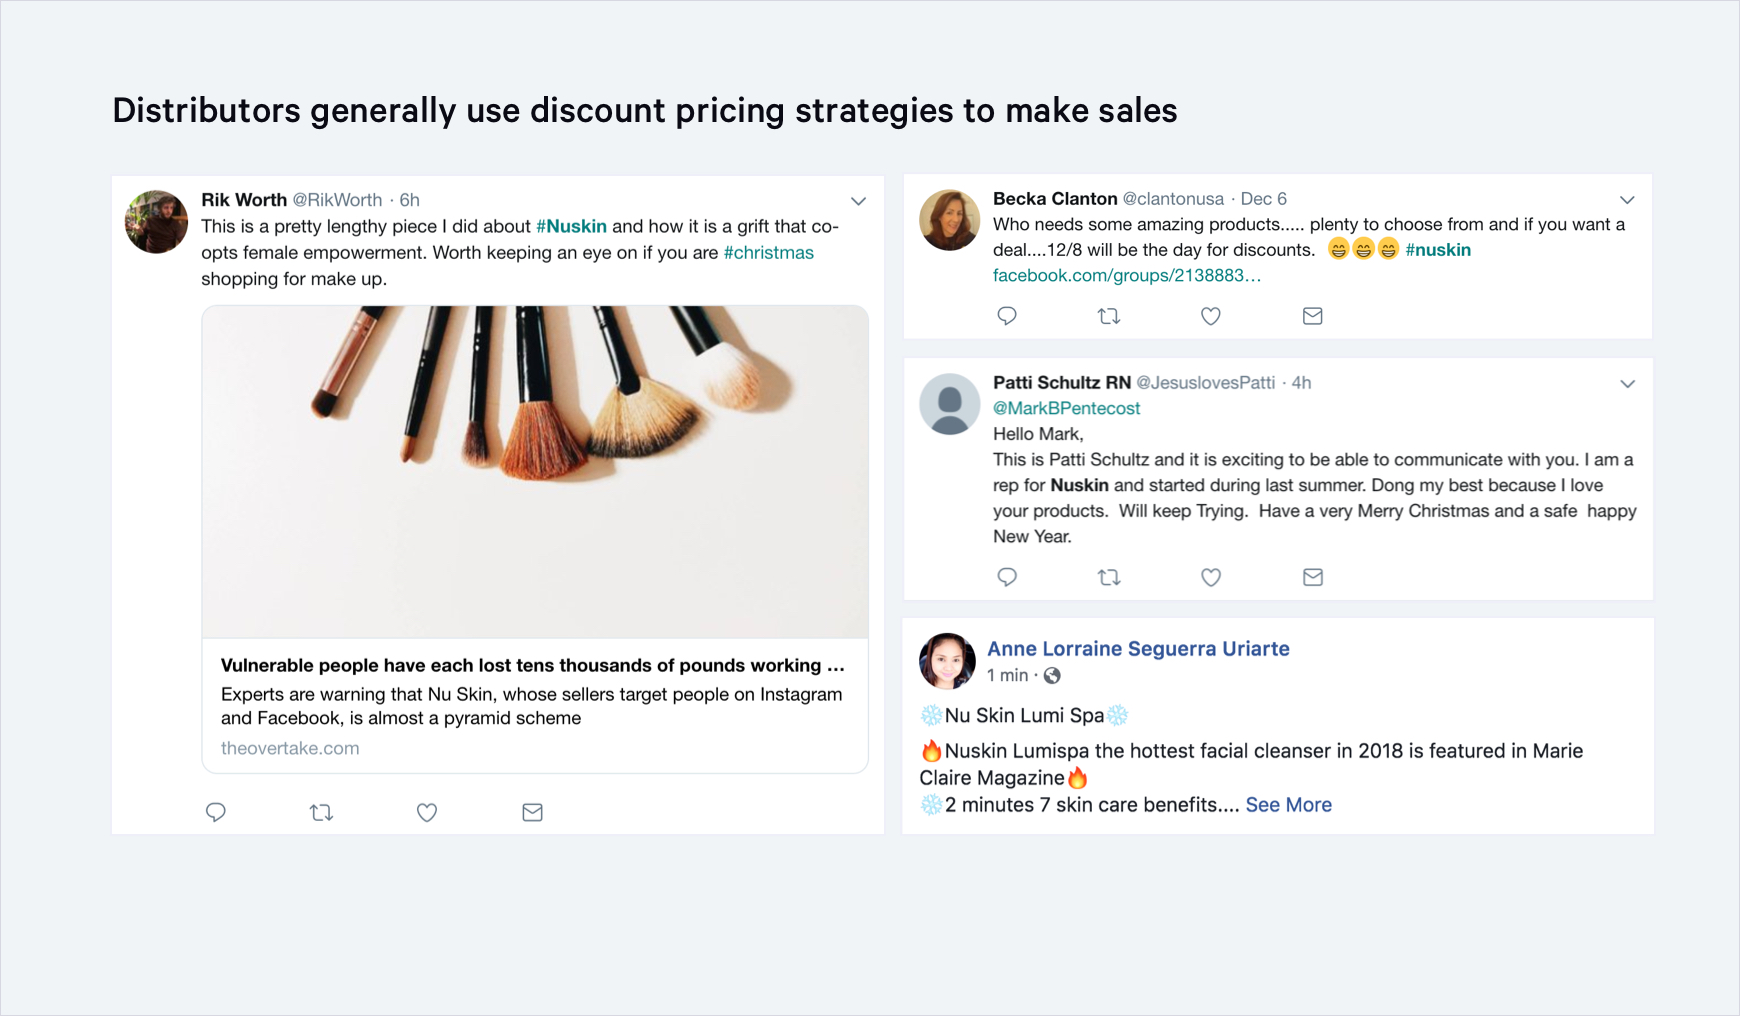 Distributors generally use discount pricing strategies to make sales
Rik Worth @RikWorth · 6h
This is a pretty lengthy piece I did about #Nuskin and how it is a grift that co-
opts female empowerment. Worth keeping an eye on if you are #christmas
shopping for make up.
Vulnerable people have each lost tens thousands of pounds working ...
Experts are warning that Nu Skin, whose sellers target people on Instagram
and Facebook, is almost a pyramid scheme
theovertake.com
Becka Clanton @clantonusa · Dec 6
Who needs some amazing products..... plenty to choose from and if you want a
deal....12/8 will be the day for discounts. 😁😁😁 #nuskin
facebook.com/groups/2138883...
Patti Schultz RN @JesuslovesPatti · 4h
@MarkBPentecost
Hello Mark,
This is Patti Schultz and it is exciting to be able to communicate with you. I am a
rep for Nuskin and started during last summer. Dong my best because I love
your products.  Will keep Trying.  Have a very Merry Christmas and a safe  happy
New Year.
Anne Lorraine Seguerra Uriarte
1 min ·
❄️Nu Skin Lumi Spa❄️
🔥Nuskin Lumispa the hottest facial cleanser in 2018 is featured in Marie
Claire Magazine🔥
❄️2 minutes 7 skin care benefits.... See More